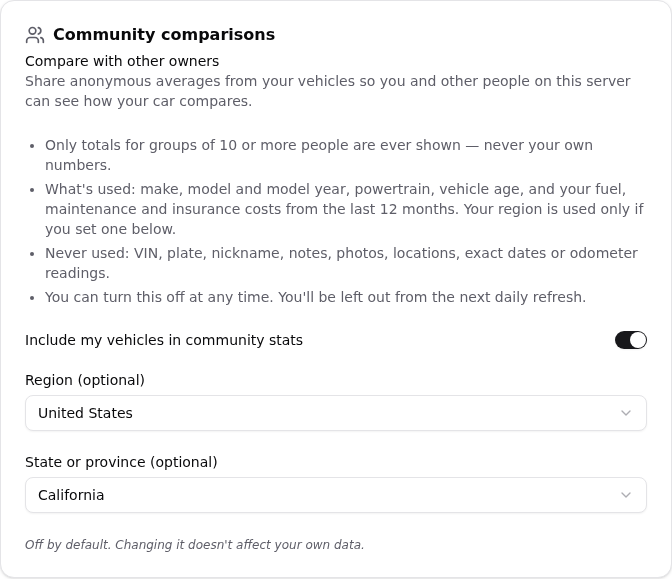 Community comparisons
Compare with other owners
Share anonymous averages from your vehicles so you and other people on this server
can see how your car compares.
• Only totals for groups of 10 or more people are ever shown — never your own
numbers.
• What's used: make, model and model year, powertrain, vehicle age, and your fuel,
maintenance and insurance costs from the last 12 months. Your region is used only if
you set one below.
• Never used: VIN, plate, nickname, notes, photos, locations, exact dates or odometer
readings.
• You can turn this off at any time. You'll be left out from the next daily refresh.
Include my vehicles in community stats
Region (optional)
United States
State or province (optional)
California
Off by default. Changing it doesn't affect your own data.